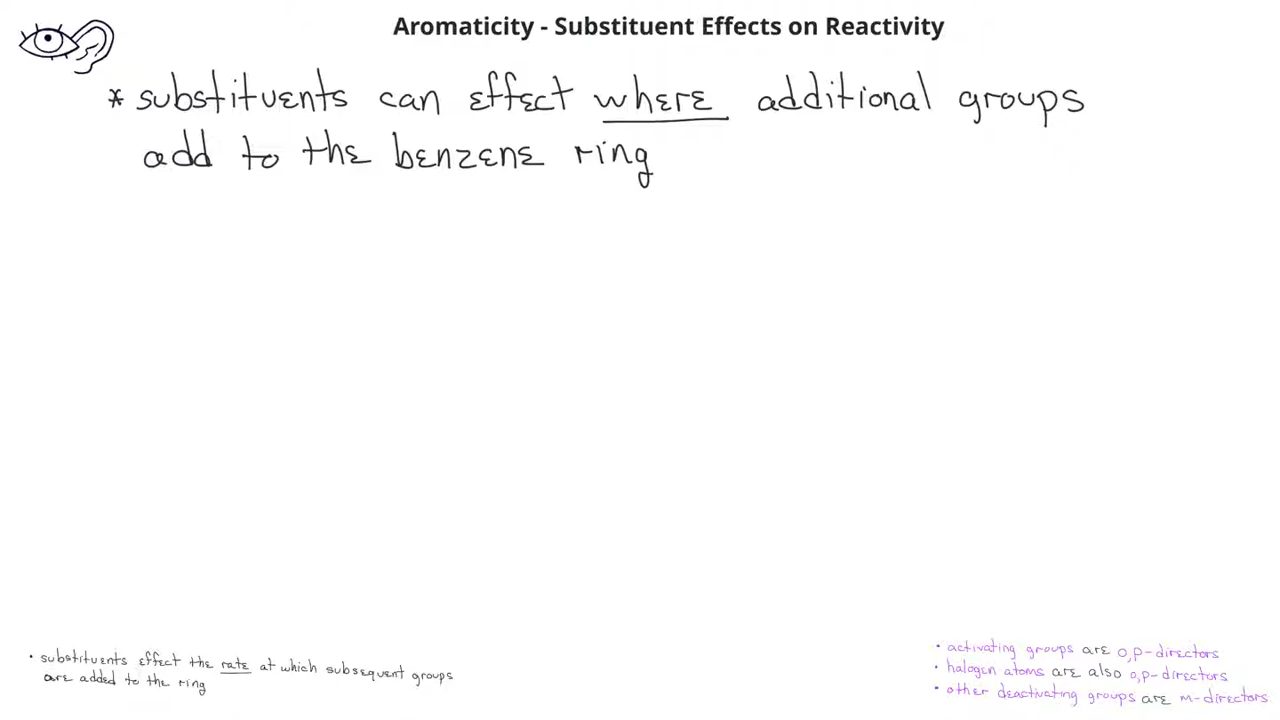 Aromaticity - Substituent Effects on Reactivity
* substituents can effect where additional groups
add to the benzene ring
• substituents effect the rate at which subsequent groups
are added to the ring
• activating groups are o,p-directors
• halogen atoms are also o,p-directors
• other deactivating groups are m-directors